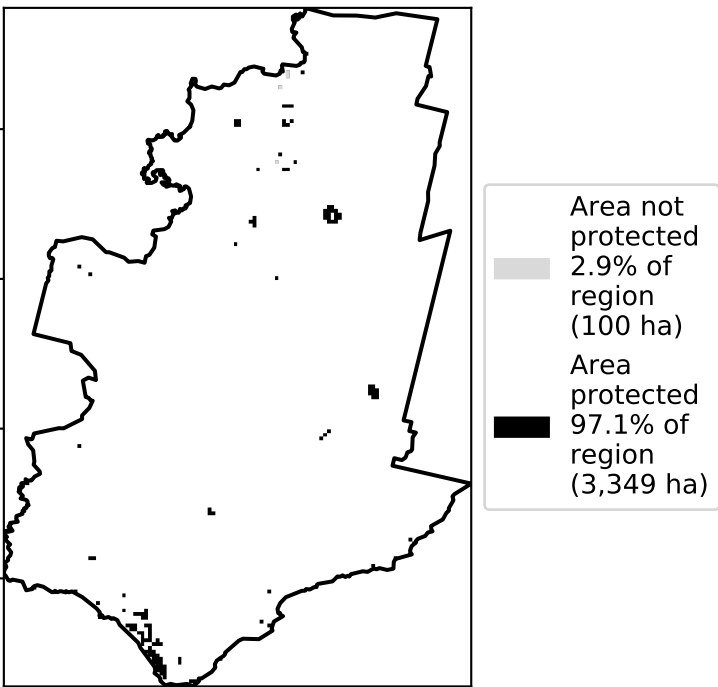 Area not
protected
2.9% of
region
(100 ha)
Area
protected
97.1% of
region
(3,349 ha)